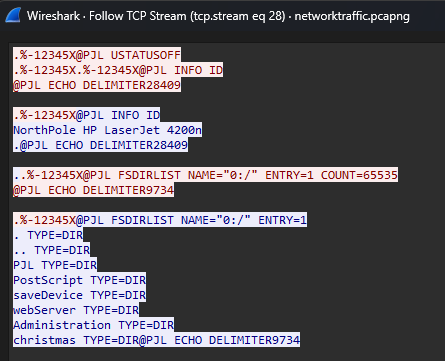 Wireshark · Follow TCP Stream (tcp.stream eq 28) · networktraffic.pcapng
.%-12345X@PJL USTATUSOFF
.%-12345X.%-12345X@PJL INFO ID
@PJL ECHO DELIMITER28409
.%-12345X@PJL INFO ID
NorthPole HP LaserJet 4200n
.@PJL ECHO DELIMITER28409
..%-12345X@PJL FSDIRLIST NAME="0:/" ENTRY=1 COUNT=65535
@PJL ECHO DELIMITER9734
.%-12345X@PJL FSDIRLIST NAME="0:/" ENTRY=1
. TYPE=DIR
.. TYPE=DIR
PJL TYPE=DIR
PostScript TYPE=DIR
saveDevice TYPE=DIR
webServer TYPE=DIR
Administration TYPE=DIR
christmas TYPE=DIR@PJL ECHO DELIMITER9734